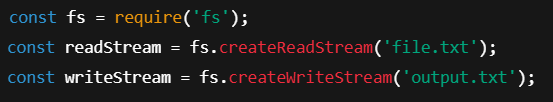 const fs = require('fs');
const readStream = fs.createReadStream('file.txt');
const writeStream = fs.createWriteStream('output.txt');